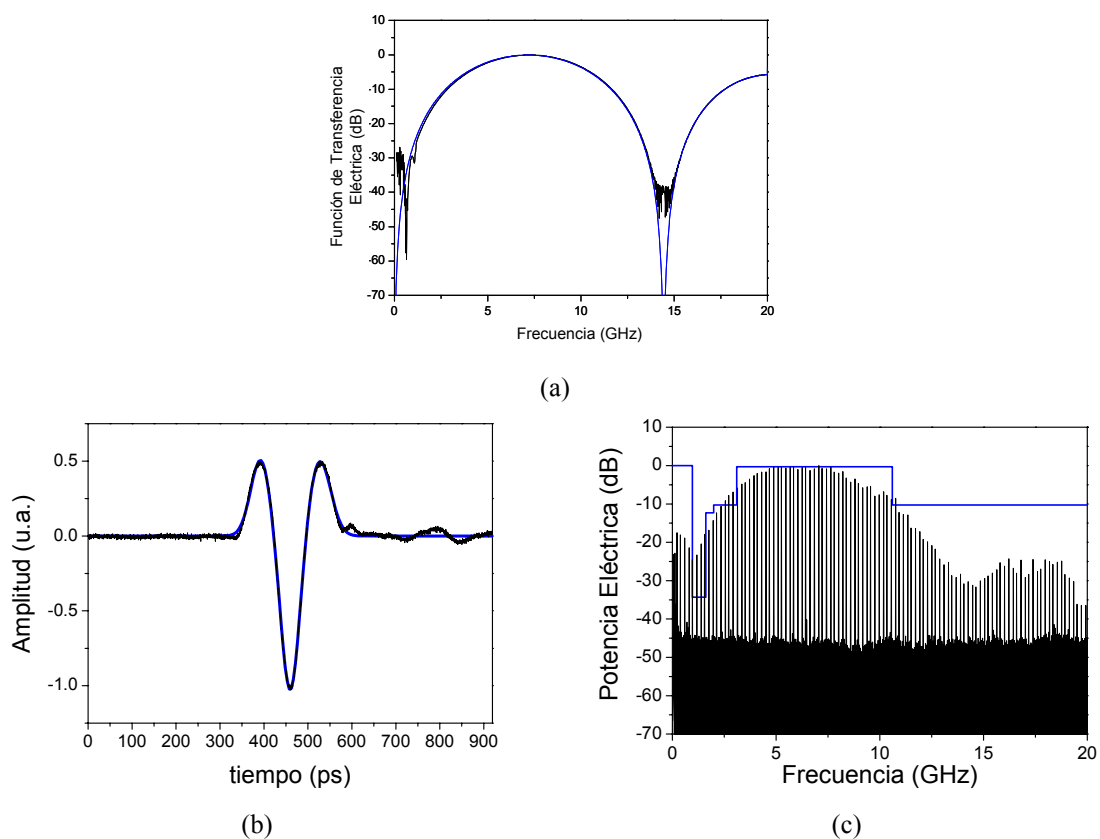 10
0
-10
-20
-30
-40
-50
-60
-70
0 5 10 15 20
Función de Transferencia
Eléctrica (dB)
Frecuencia (GHz)
(a)
0.5
0.0
-0.5
-1.0
0 100 200 300 400 500 600 700 800 900
Amplitud (u.a.)
tiempo (ps)
(b)
10
0
-10
-20
-30
-40
-50
-60
-70
0 5 10 15 20
Potencia Eléctrica (dB)
Frecuencia (GHz)
(c)